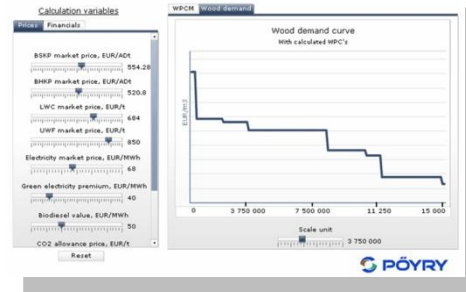 Calculation variables
Prices
Financials
BSKP market price, EUR/ADt
554.28
BHKP market price, EUR/ADt
520.8
LWC market price, EUR/t
684
UWF market price, EUR/t
850
Electricity market price, EUR/MWh
68
Green electricity premium, EUR/MWh
40
Biodiesel value, EUR/MWh
50
CO2 allowance price, EUR/t
Reset
WPCM
Wood demand
Wood demand curve
With calculated WPC's
EUR/m3
0 3 750 000 7 500 000 11 250 15 000
Scale unit
3 750 000
PÖYRY